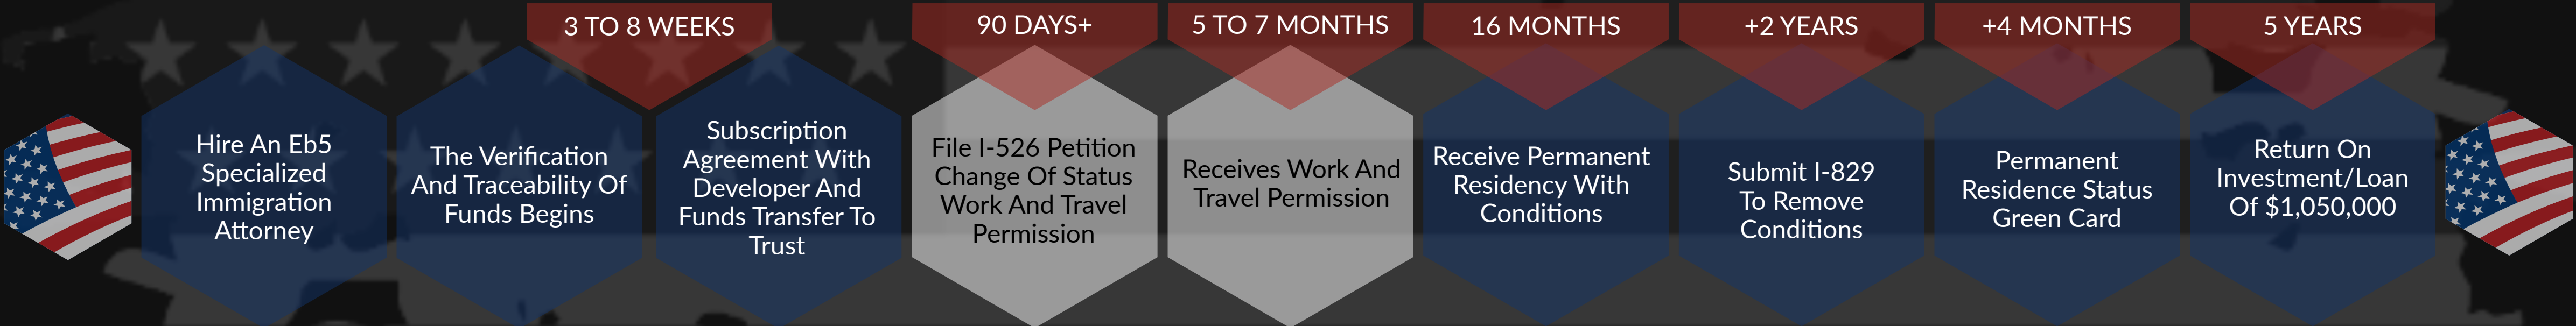 3 TO 8 WEEKS
90 DAYS+
5 TO 7 MONTHS
16 MONTHS
+2 YEARS
+4 MONTHS
5 YEARS
Hire An Eb5
Specialized
Immigration
Attorney
The Verification
And Traceability Of
Funds Begins
Subscription
Agreement With
Developer And
Funds Transfer To
Trust
File I-526 Petition
Change Of Status
Work And Travel
Permission
Receives Work And
Travel Permission
Receive Permanent
Residency With
Conditions
Submit I-829
To Remove
Conditions
Permanent
Residence Status
Green Card
Return On
Investment/Loan
Of $1,050,000